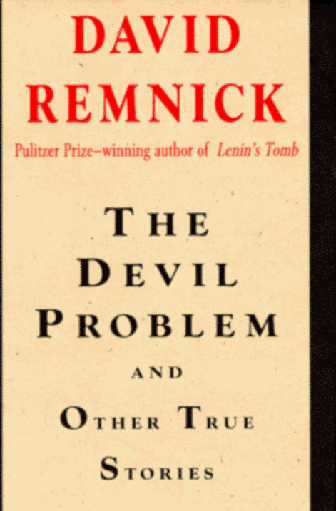 DAVID
REMNICK
Pulitzer Prize–winning author of Lenin's Tomb
THE
DEVIL
PROBLEM
AND
OTHER TRUE
STORIES